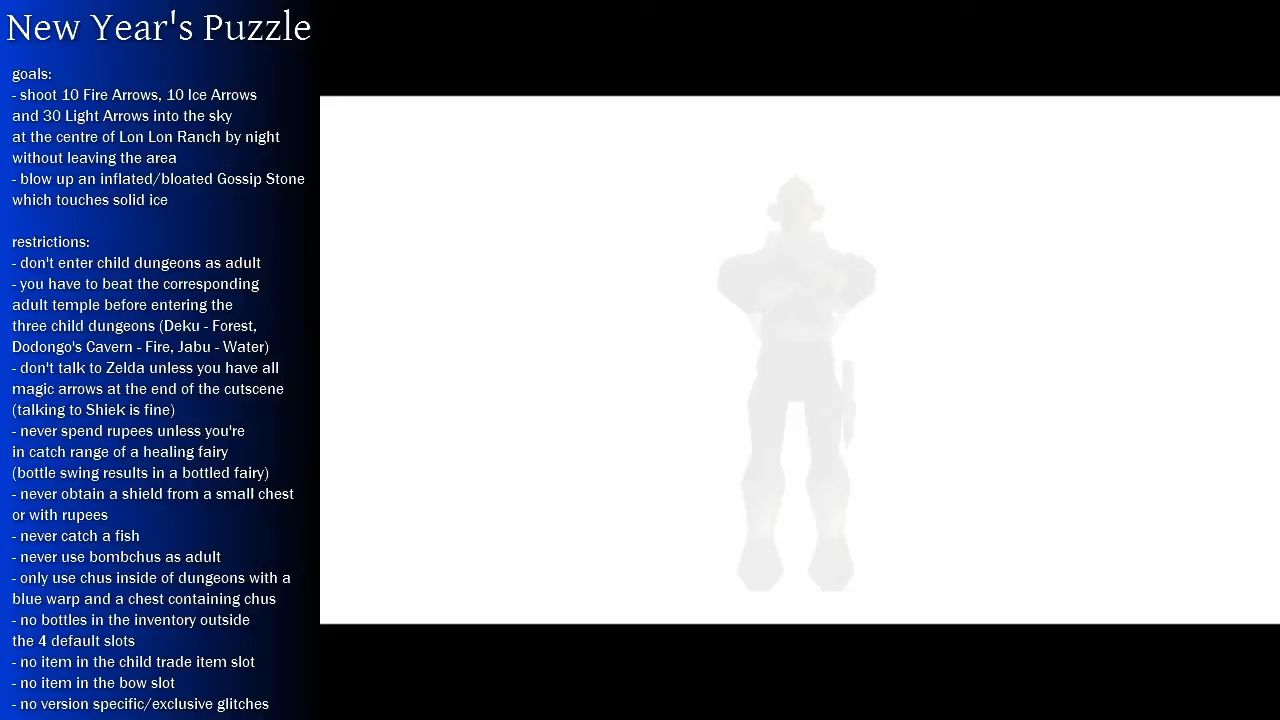 New Year's Puzzle
goals:
- shoot 10 Fire Arrows, 10 Ice Arrows
and 30 Light Arrows into the sky
at the centre of Lon Lon Ranch by night
without leaving the area
- blow up an inflated/bloated Gossip Stone
which touches solid ice
restrictions:
- don't enter child dungeons as adult
- you have to beat the corresponding
adult temple before entering the
three child dungeons (Deku - Forest,
Dodongo's Cavern - Fire, Jabu - Water)
- don't talk to Zelda unless you have all
magic arrows at the end of the cutscene
(talking to Shiek is fine)
- never spend rupees unless you're
in catch range of a healing fairy
(bottle swing results in a bottled fairy)
- never obtain a shield from a small chest
or with rupees
- never catch a fish
- never use bombchus as adult
- only use chus inside of dungeons with a
blue warp and a chest containing chus
- no bottles in the inventory outside
the 4 default slots
- no item in the child trade item slot
- no item in the bow slot
- no version specific/exclusive glitches